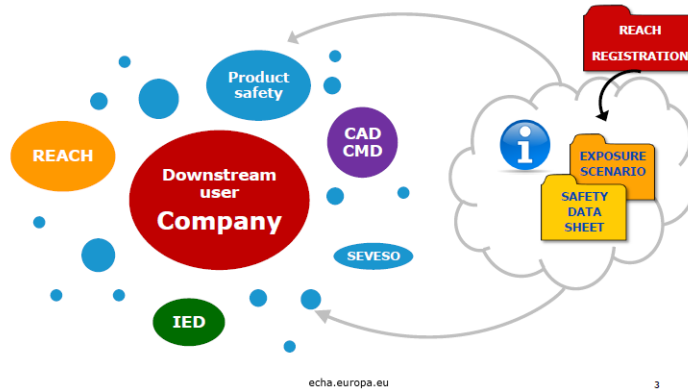 REACH
REGISTRATION
Product
safety
CAD
CMD
REACH
Downstream
user
Company
EXPOSURE
SCENARIO
SAFETY
DATA
SHEET
SEVESO
IED
echa.europa.eu
3